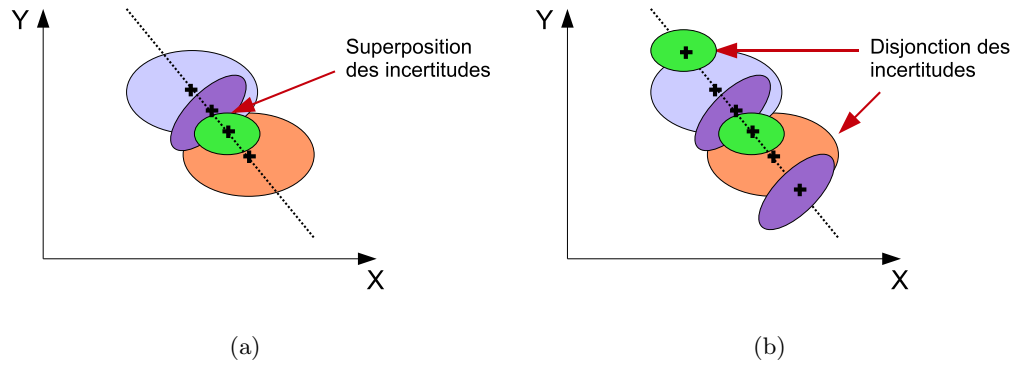 Y
Superposition
des incertitudes
X
(a)
Y
Disjonction des
incertitudes
X
(b)